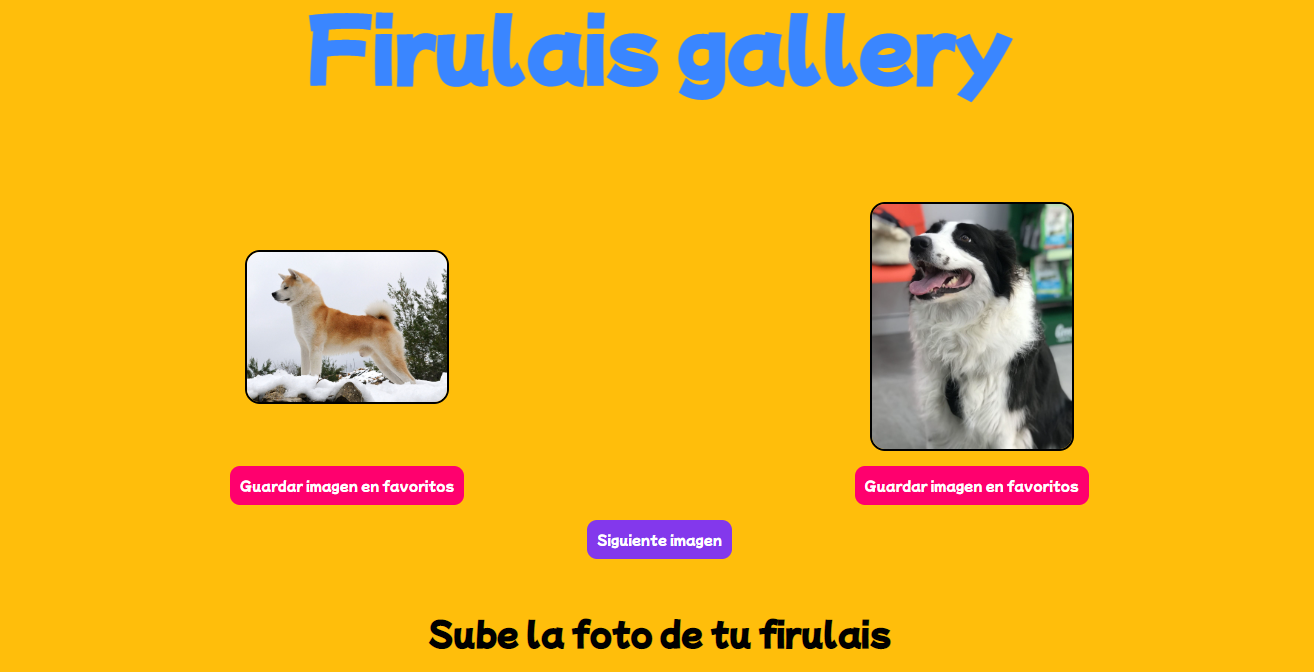 Firulais gallery
Guardar imagen en favoritos
Guardar imagen en favoritos
Siguiente imagen
Sube la foto de tu firulais